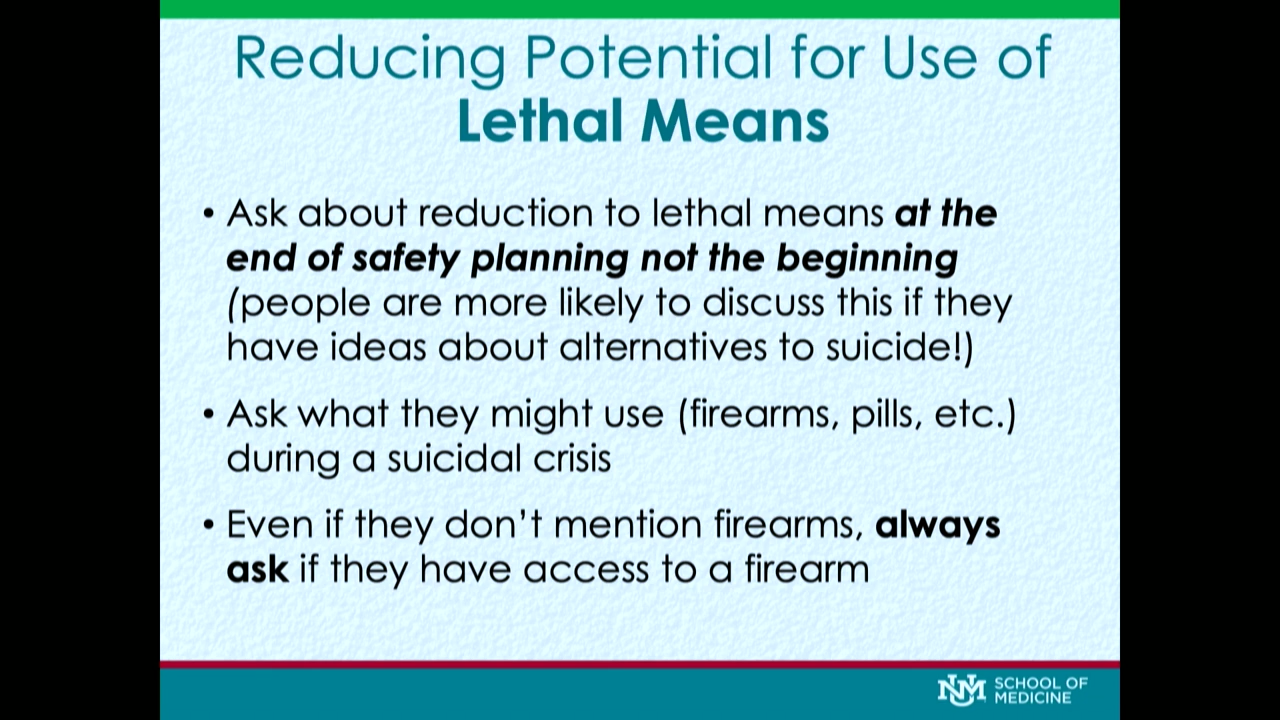 Reducing Potential for Use of
Lethal Means
• Ask about reduction to lethal means at the
end of safety planning not the beginning
(people are more likely to discuss this if they
have ideas about alternatives to suicide!)
• Ask what they might use (firearms, pills, etc.)
during a suicidal crisis
• Even if they don’t mention firearms, always
ask if they have access to a firearm
UNM SCHOOL OF
MEDICINE